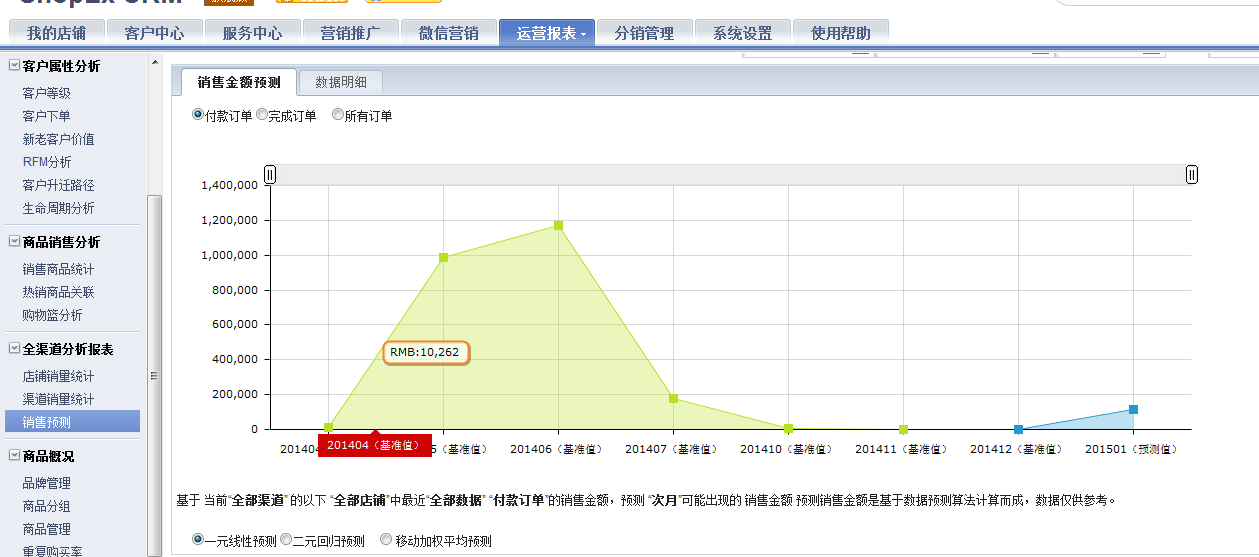 ShopEx CRM
我的店铺 客户中心 服务中心 营销推广 微信营销 运营报表 分销管理 系统设置 使用帮助
客户属性分析
客户等级
客户下单
新老客户价值
RFM分析
客户升迁路径
生命周期分析
商品销售分析
销售商品统计
热销商品关联
购物篮分析
全渠道分析报表
店铺销量统计
渠道销量统计
销售预测
商品概况
品牌管理
商品分组
商品管理
重复购买率
销售金额预测 数据明细
付款订单 完成订单 所有订单
1,400,000
1,200,000
1,000,000
800,000
600,000
400,000
200,000
0
RMB:10,262
201404 5（基准值） 201406（基准值） 201407（基准值） 201410（基准值） 201411（基准值） 201412（基准值） 201501（预测值）
201404（基准值）
基于 当前“全部渠道” 的以下 “全部店铺”中最近“全部数据” “付款订单”的销售金额，预测 “次月”可能出现的 销售金额 预测销售金额是基于数据预测算法计算而成，数据仅供参考。
一元线性预测 二元回归预测 移动加权平均预测